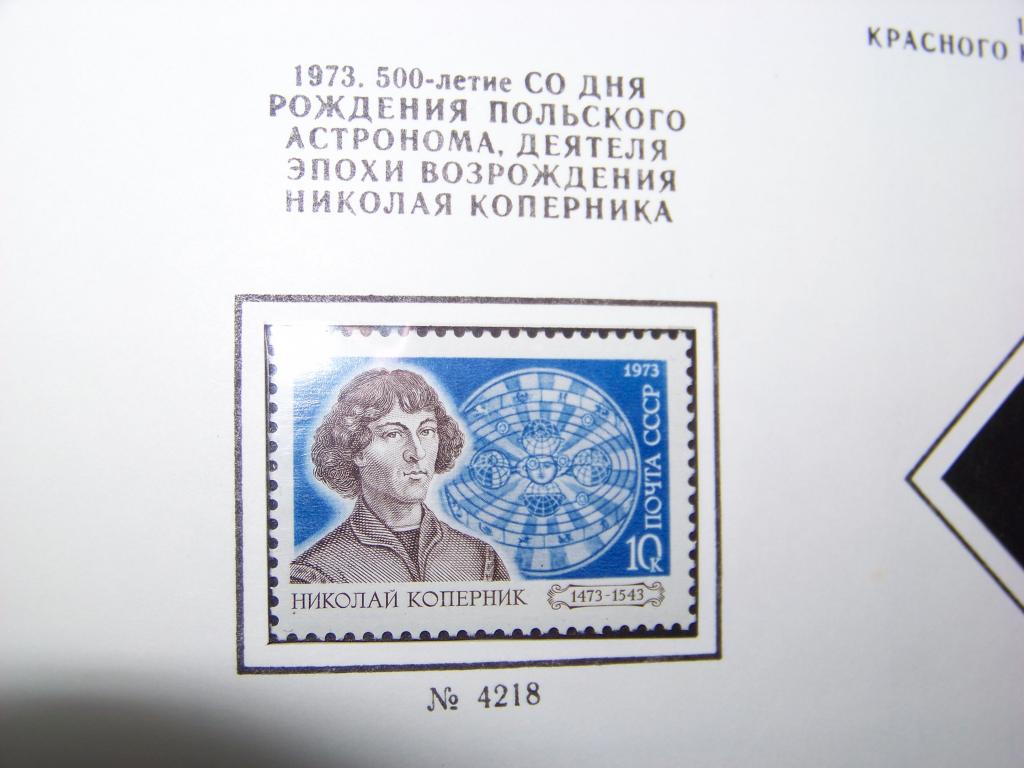 1973. 500-летие СО ДНЯ
РОЖДЕНИЯ ПОЛЬСКОГО
АСТРОНОМА, ДЕЯТЕЛЯ
ЭПОХИ ВОЗРОЖДЕНИЯ
НИКОЛАЯ КОПЕРНИКА
КРАСНОГО
1973
ПОЧТА СССР
10 К
НИКОЛАЙ КОПЕРНИК
1473-1543
№ 4218